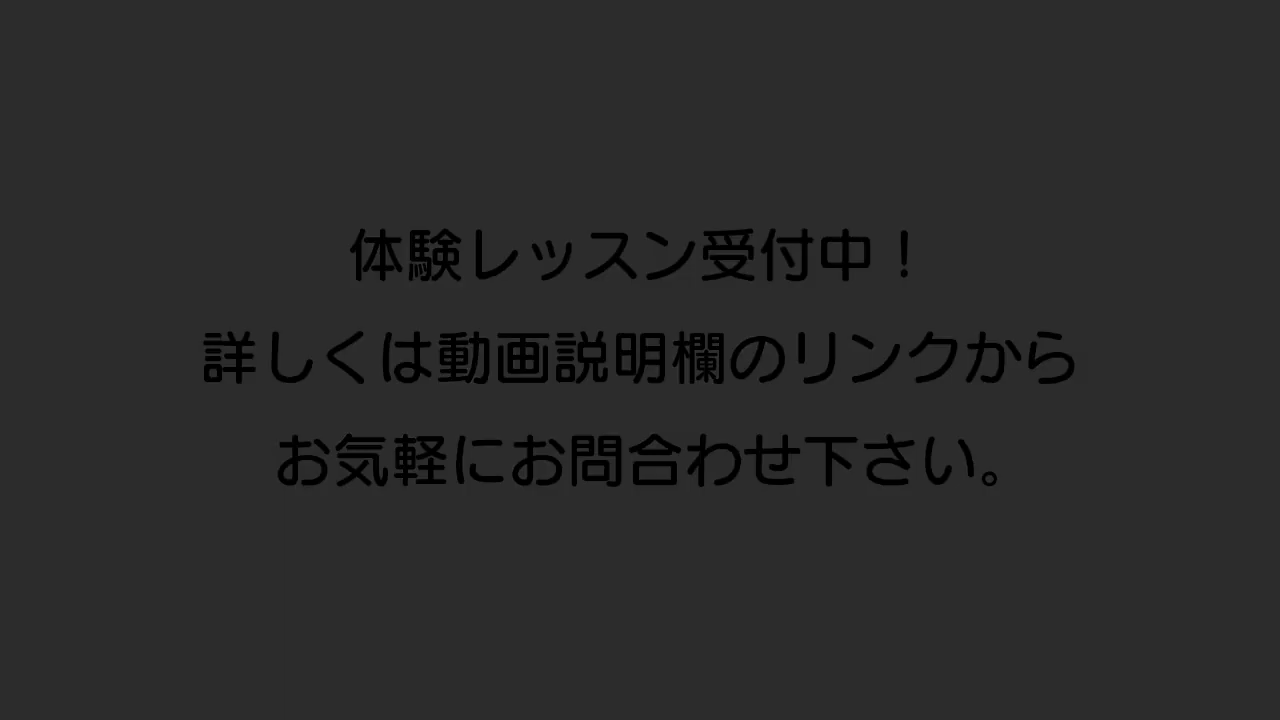 体験レッスン受付中！
詳しくは動画説明欄のリンクから
お気軽にお問合わせ下さい。